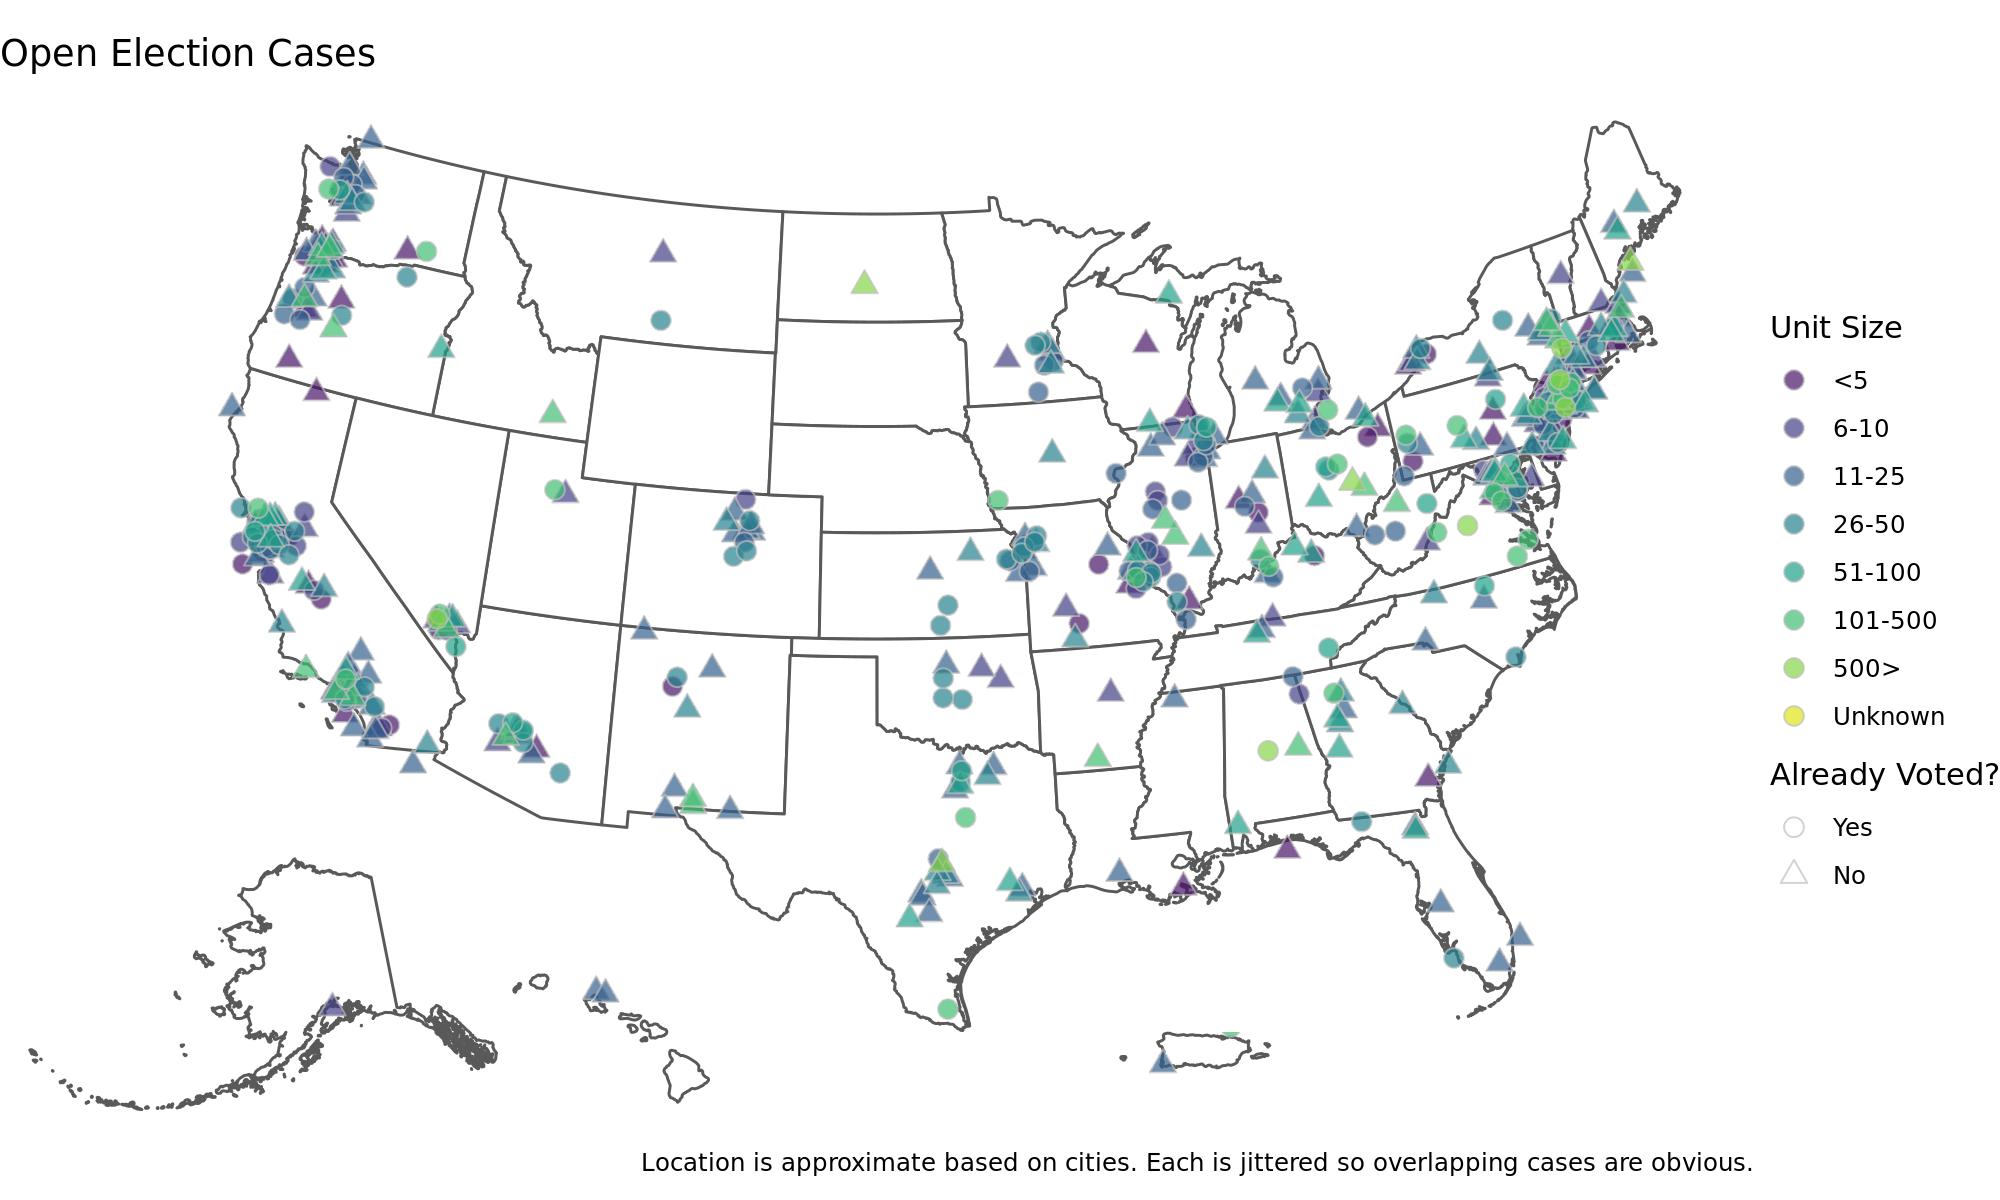 Open Election Cases
Unit Size
<5
6-10
11-25
26-50
51-100
101-500
500>
Unknown
Already Voted?
Yes
No
Location is approximate based on cities. Each is jittered so overlapping cases are obvious.